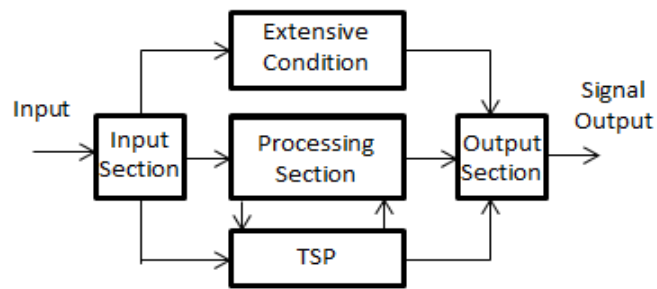 Extensive
Condition
Input
Input
Section
Processing
Section
Output
Section
Signal
Output
TSP